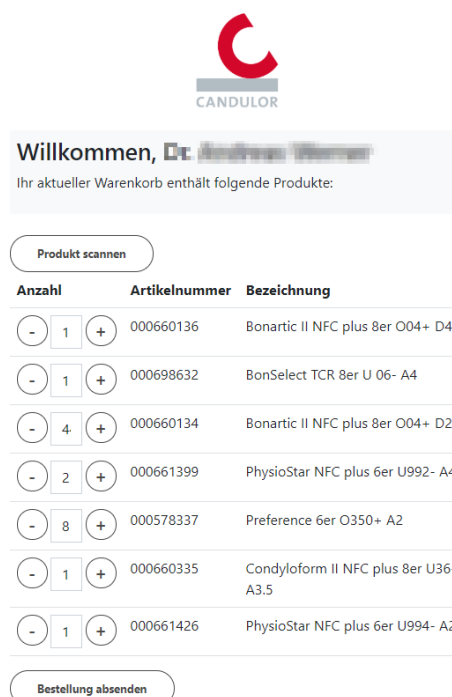 CANDULOR
Willkommen, Dr.
Ihr aktueller Warenkorb enthält folgende Produkte:
Produkt scannen
Anzahl Artikelnummer Bezeichnung
- 1 + 000660136 Bonartic II NFC plus 8er O04+ D4
- 1 + 000698632 BonSelect TCR 8er U 06- A4
- 4 + 000660134 Bonartic II NFC plus 8er O04+ D2
- 2 + 000661399 PhysioStar NFC plus 6er U992- A4
- 8 + 000578337 Preference 6er O350+ A2
- 1 + 000660335 Condyloform II NFC plus 8er U36
A3.5
- 1 + 000661426 PhysioStar NFC plus 6er U994- A2
Bestellung absenden